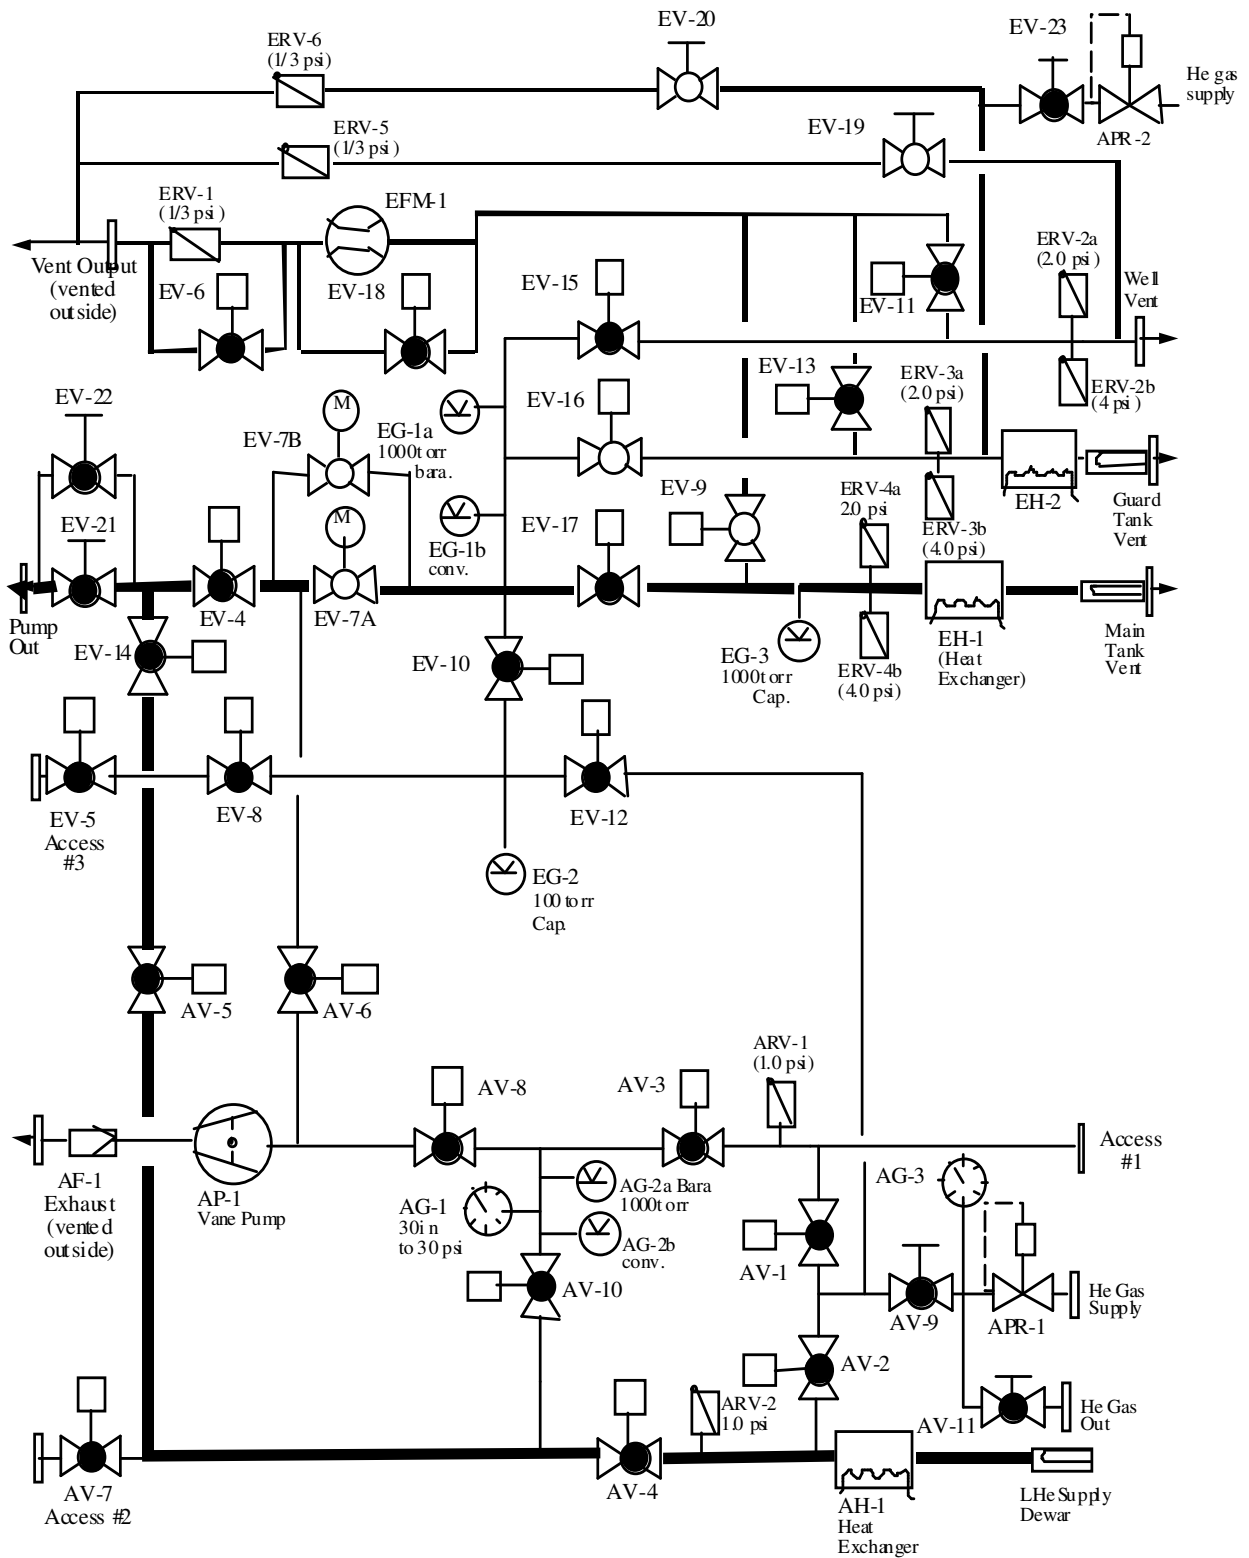 EV-20
EV-23
ERV-6
(1/3 psi)
He gas
supply
APR-2
ERV-5
(1/3 psi)
EV-19
ERV-1
(1/3 psi)
EFM-1
Vent Output
(vented
outside)
EV-6
EV-18
EV-15
EV-11
ERV-2a
(2.0 psi)
Well
Vent
EV-22
EV-7B
M
EG-1a
1000torr
bara.
EV-16
EV-13
ERV-3a
(2.0 psi)
ERV-2b
(4 psi)
EV-21
M
EG-1b
conv.
EV-17
EV-9
ERV-4a
2.0 psi
ERV-3b
(4.0 psi)
EH-2
Guard
Tank
Vent
Pump
Out
EV-14
EV-4
EV-7A
EV-10
EG-3
1000torr
Cap.
ERV-4b
(4.0 psi)
EH-1
(Heat
Exchanger)
Main
Tank
Vent
EV-5
Access
#3
EV-8
EV-12
EG-2
100 torr
Cap.
AV-5
AV-6
ARV-1
(1.0 psi)
AV-8
AV-3
AF-1
Exhaust
(vented
outside)
AP-1
Vane Pump
AG-1
30in
to 30 psi
AG-2a Bara
1000torr
AG-2b
conv.
AG-3
Access
#1
AV-10
AV-1
AV-9
APR-1
He Gas
Supply
AV-2
ARV-2
1.0 psi
AV-11
He Gas
Out
AV-7
Access #2
AV-4
AH-1
Heat
Exchanger
LHe Supply
Dewar